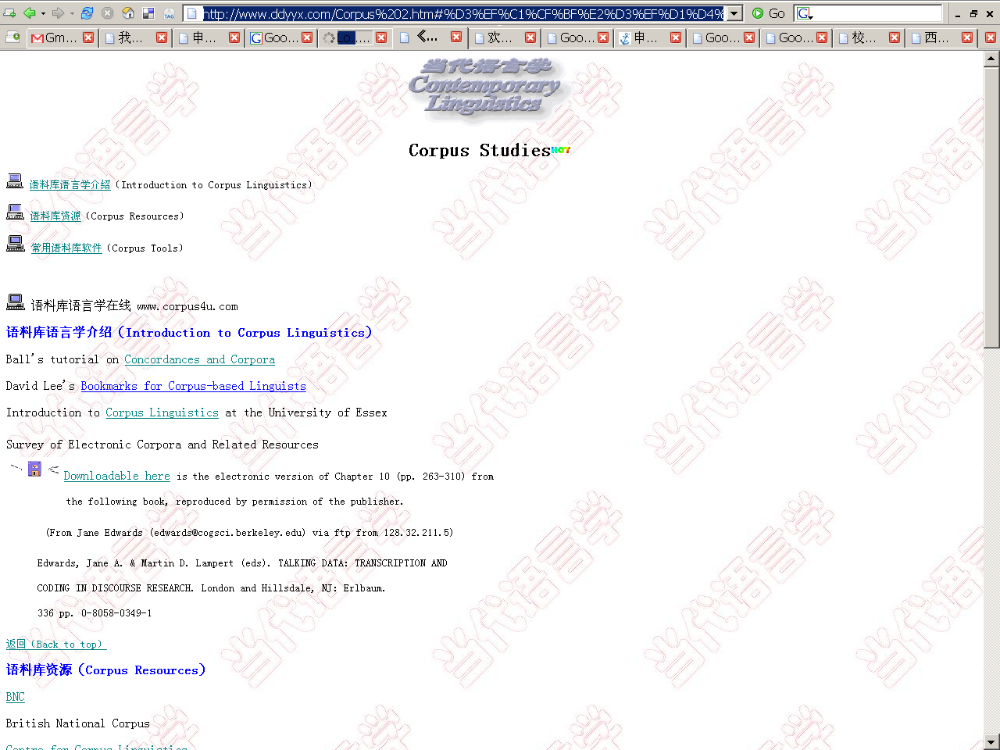 http://www.ddyyx.com/Corpus%202.htm#%D3%EF%C1%CF%BF%E2%D3%EF%D1%D4%
Go
G
Gm...
我...
申...
Goo...
Lo...
《...
欢...
Goo...
申...
Goo...
Goo...
校...
西...
当代语言学
Contemporary
Linguistics
Corpus Studies HOT
语料库语言学介绍 (Introduction to Corpus Linguistics)
语料库资源 (Corpus Resources)
常用语料库软件 (Corpus Tools)
语料库语言学在线 www.corpus4u.com
语料库语言学介绍 (Introduction to Corpus Linguistics)
Ball's tutorial on Concordances and Corpora
David Lee's Bookmarks for Corpus-based Linguists
Introduction to Corpus Linguistics at the University of Essex
Survey of Electronic Corpora and Related Resources
Downloadable here is the electronic version of Chapter 10 (pp. 263-310) from
the following book, reproduced by permission of the publisher.
(From Jane Edwards (edwards@cogsci.berkeley.edu) via ftp from 128.32.211.5)
Edwards, Jane A. & Martin D. Lampert (eds). TALKING DATA: TRANSCRIPTION AND
CODING IN DISCOURSE RESEARCH. London and Hillsdale, NJ: Erlbaum.
336 pp. 0-8058-0349-1
返回 (Back to top)
语料库资源 (Corpus Resources)
BNC
British National Corpus
Centre for Corpus Linguistics